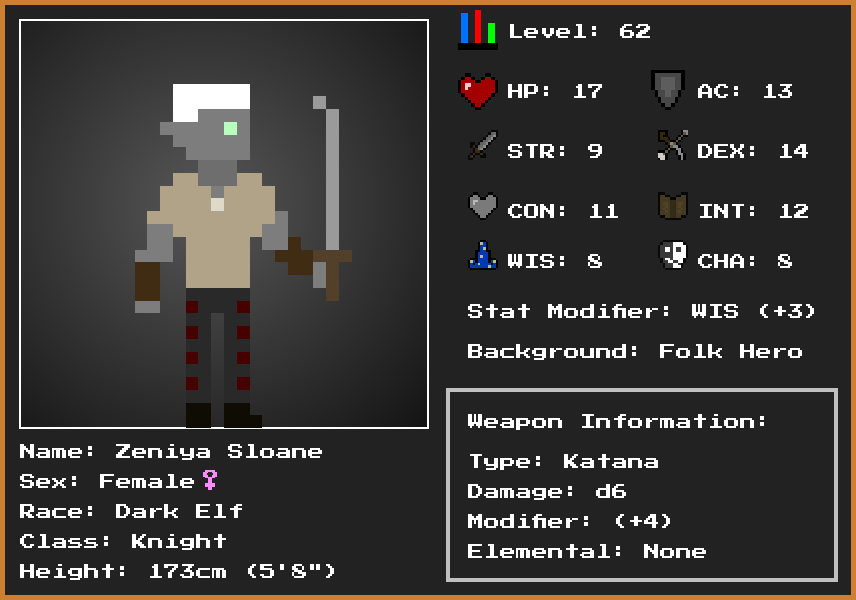 Level: 62
HP: 17 AC: 13
STR: 9 DEX: 14
CON: 11 INT: 12
WIS: 8 CHA: 8
Stat Modifier: WIS (+3)
Background: Folk Hero
Weapon Information:
Type: Katana
Damage: d6
Modifier: (+4)
Elemental: None
Name: Zeniya Sloane
Sex: Female♀
Race: Dark Elf
Class: Knight
Height: 173cm (5'8")